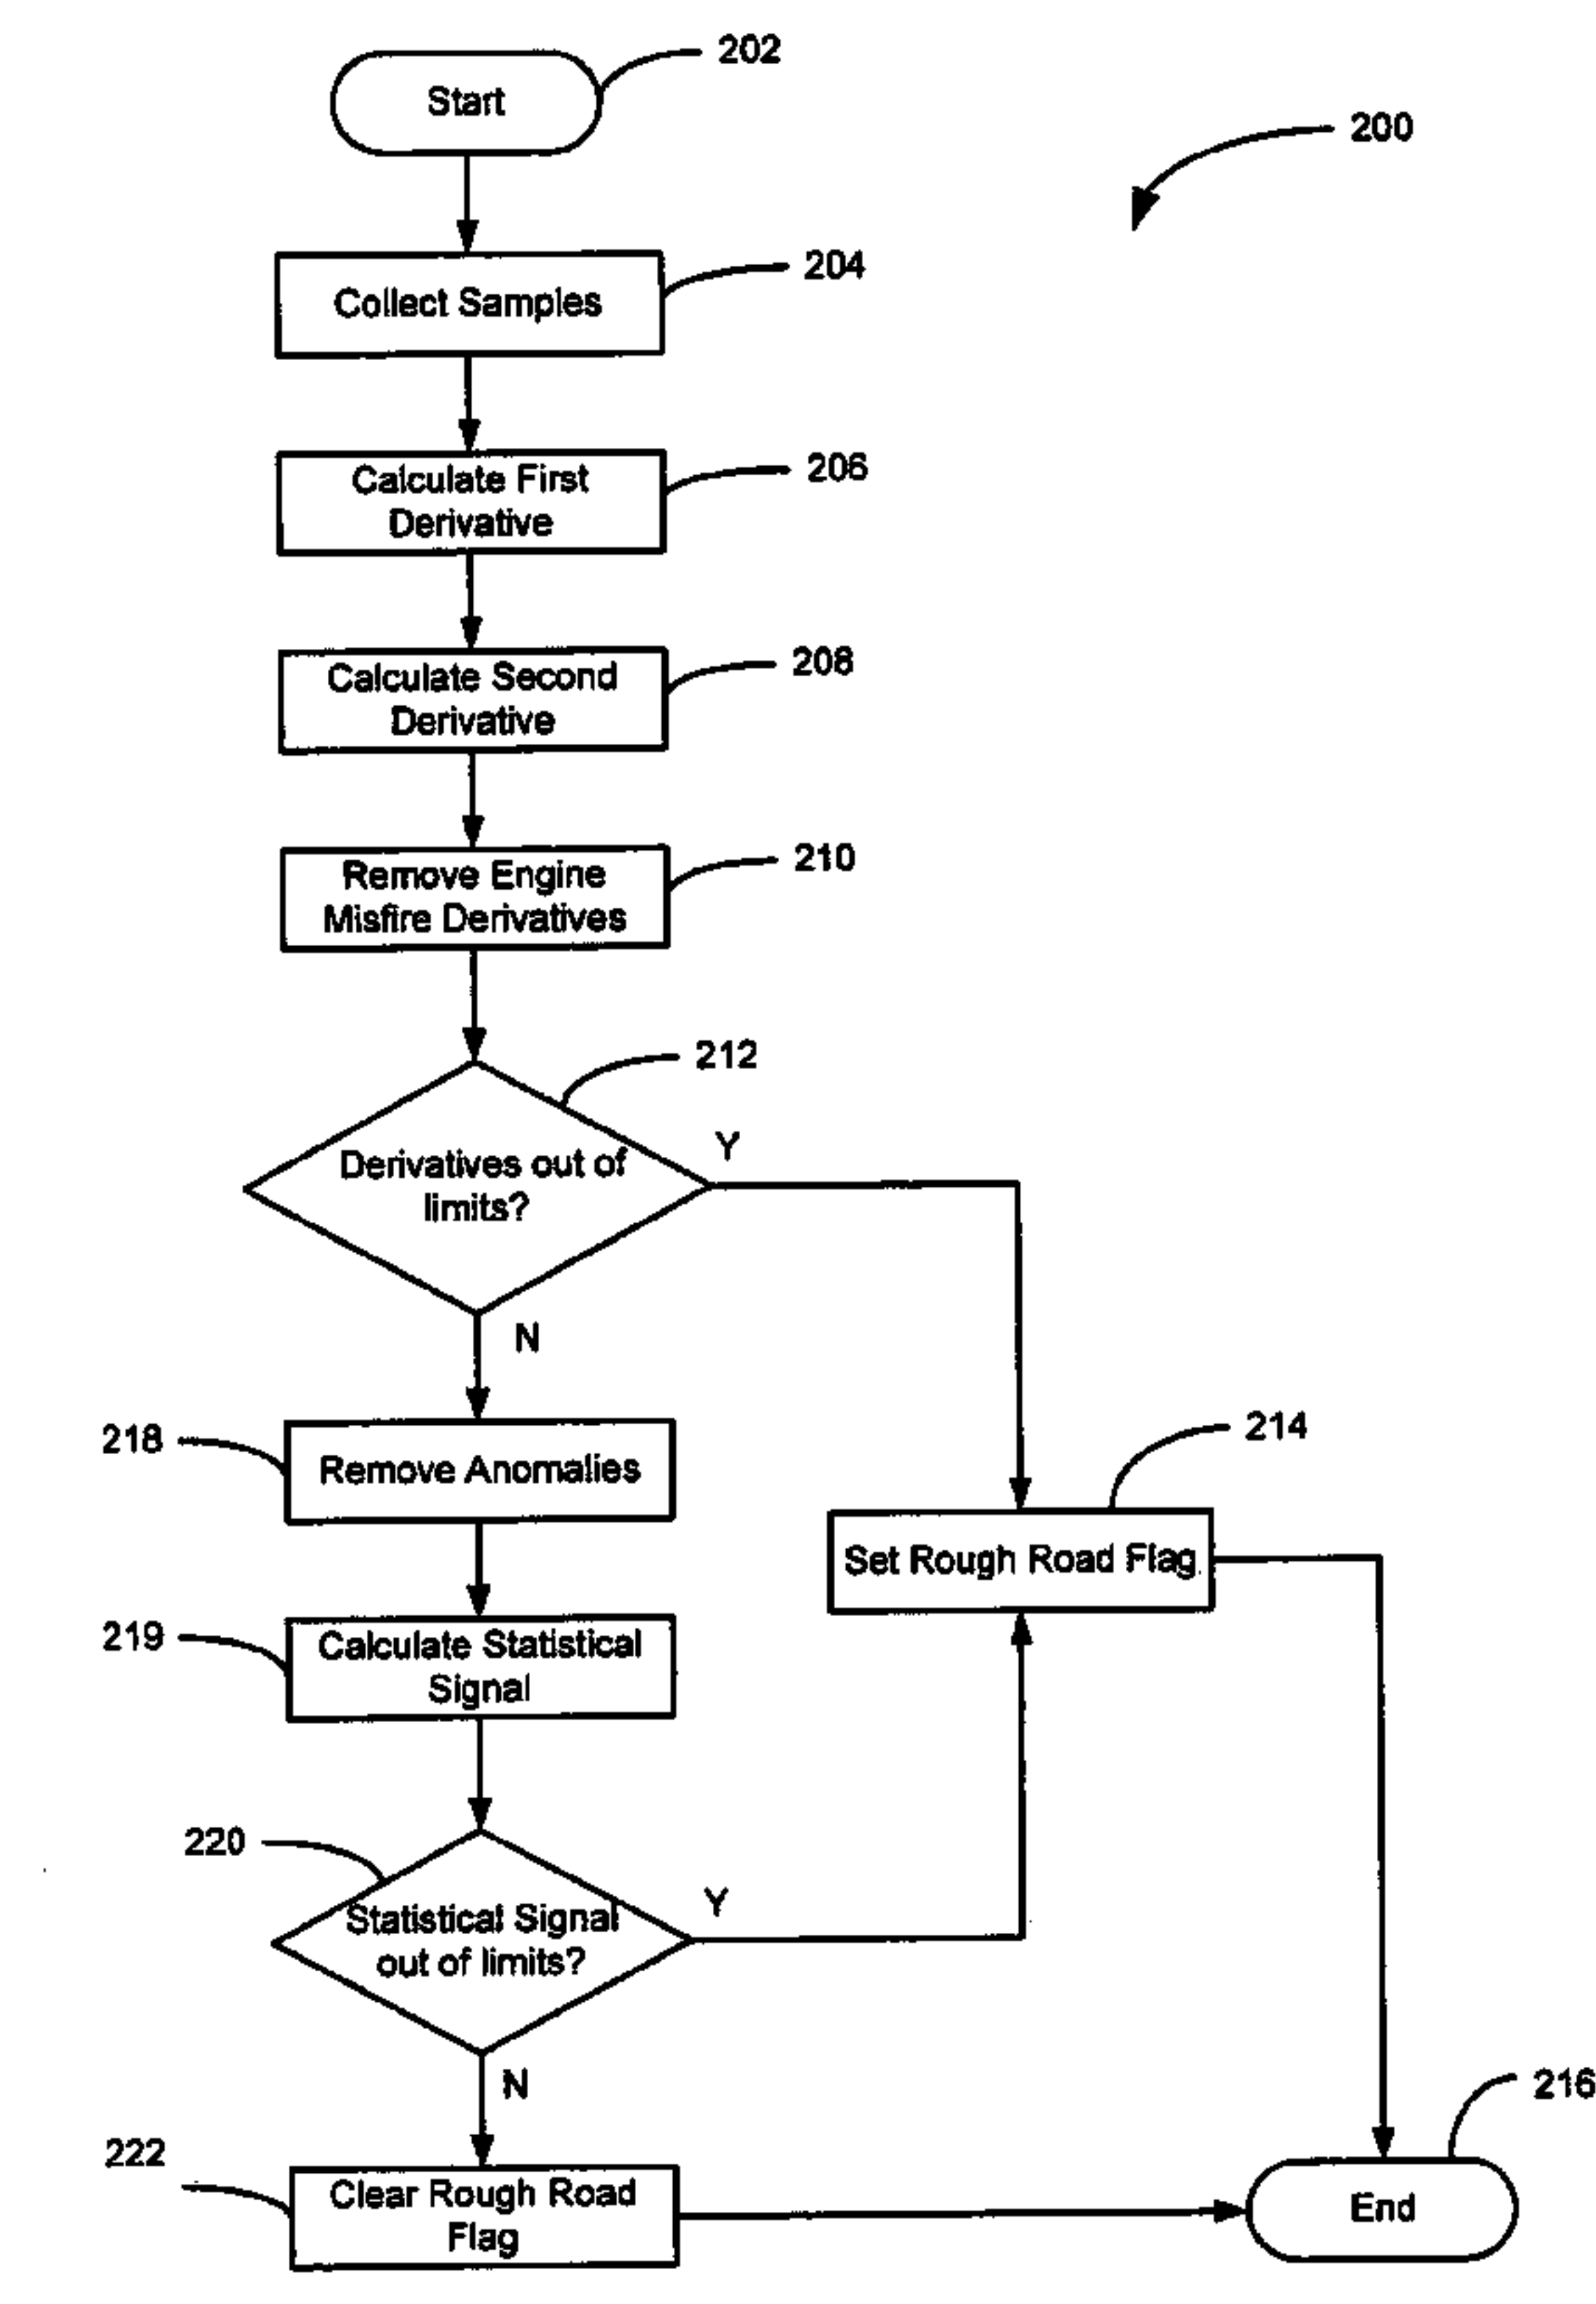 202
Start
200
204
Collect Samples
206
Calculate First
Derivative
208
Calculate Second
Derivative
210
Remove Engine
Misfire Derivatives
212
Derivatives out of
limits?
Y
N
218
Remove Anomalies
214
Set Rough Road Flag
219
Calculate Statistical
Signal
220
Statistical Signal
out of limits?
Y
N
216
222
Clear Rough Road
Flag
End